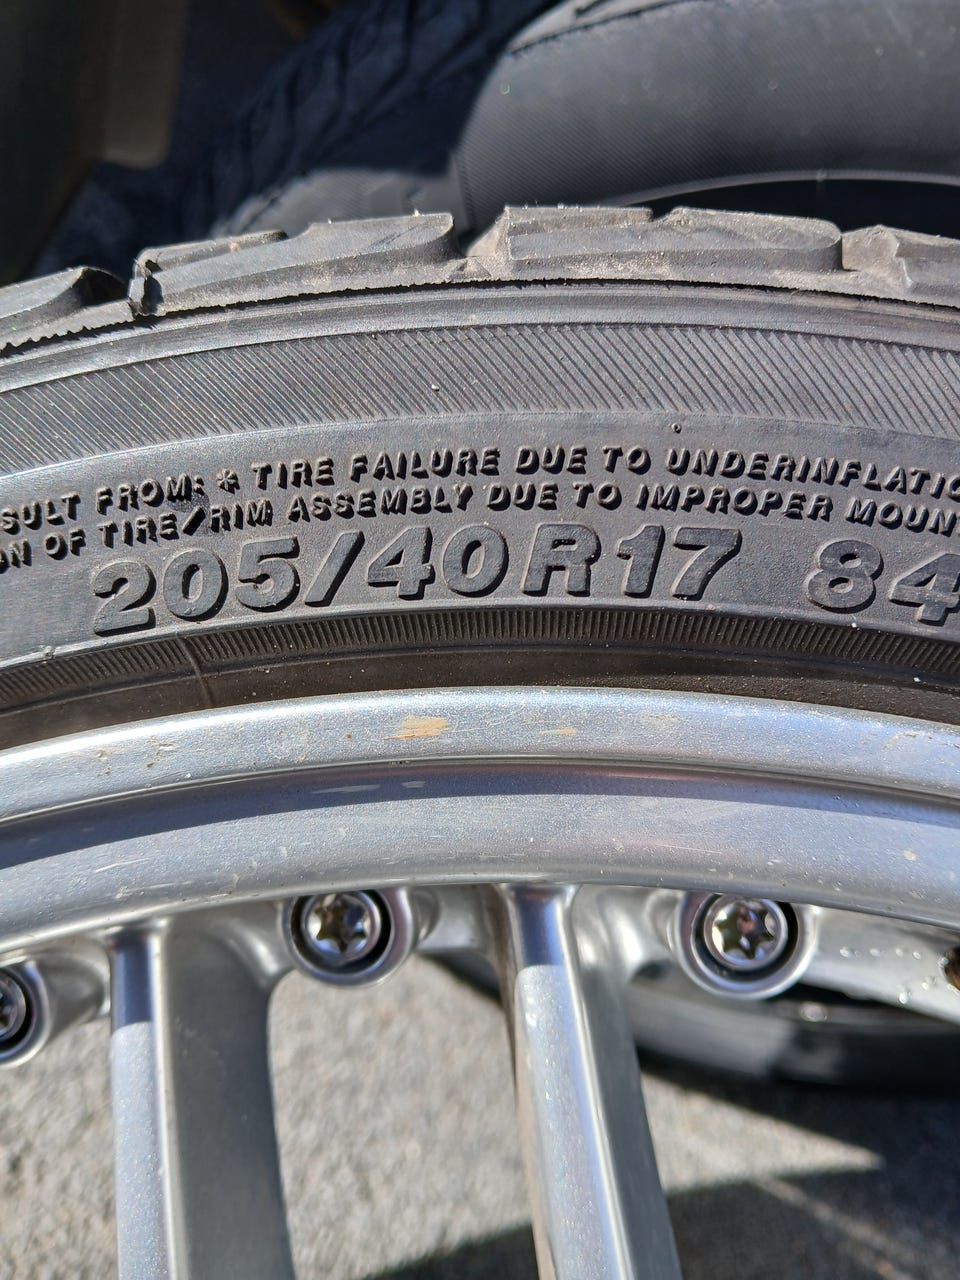 SULT FROM: * TIRE FAILURE DUE TO UNDERINFLATIO
ON OF TIRE/RIM ASSEMBLY DUE TO IMPROPER MOUNT
205/40R17 84